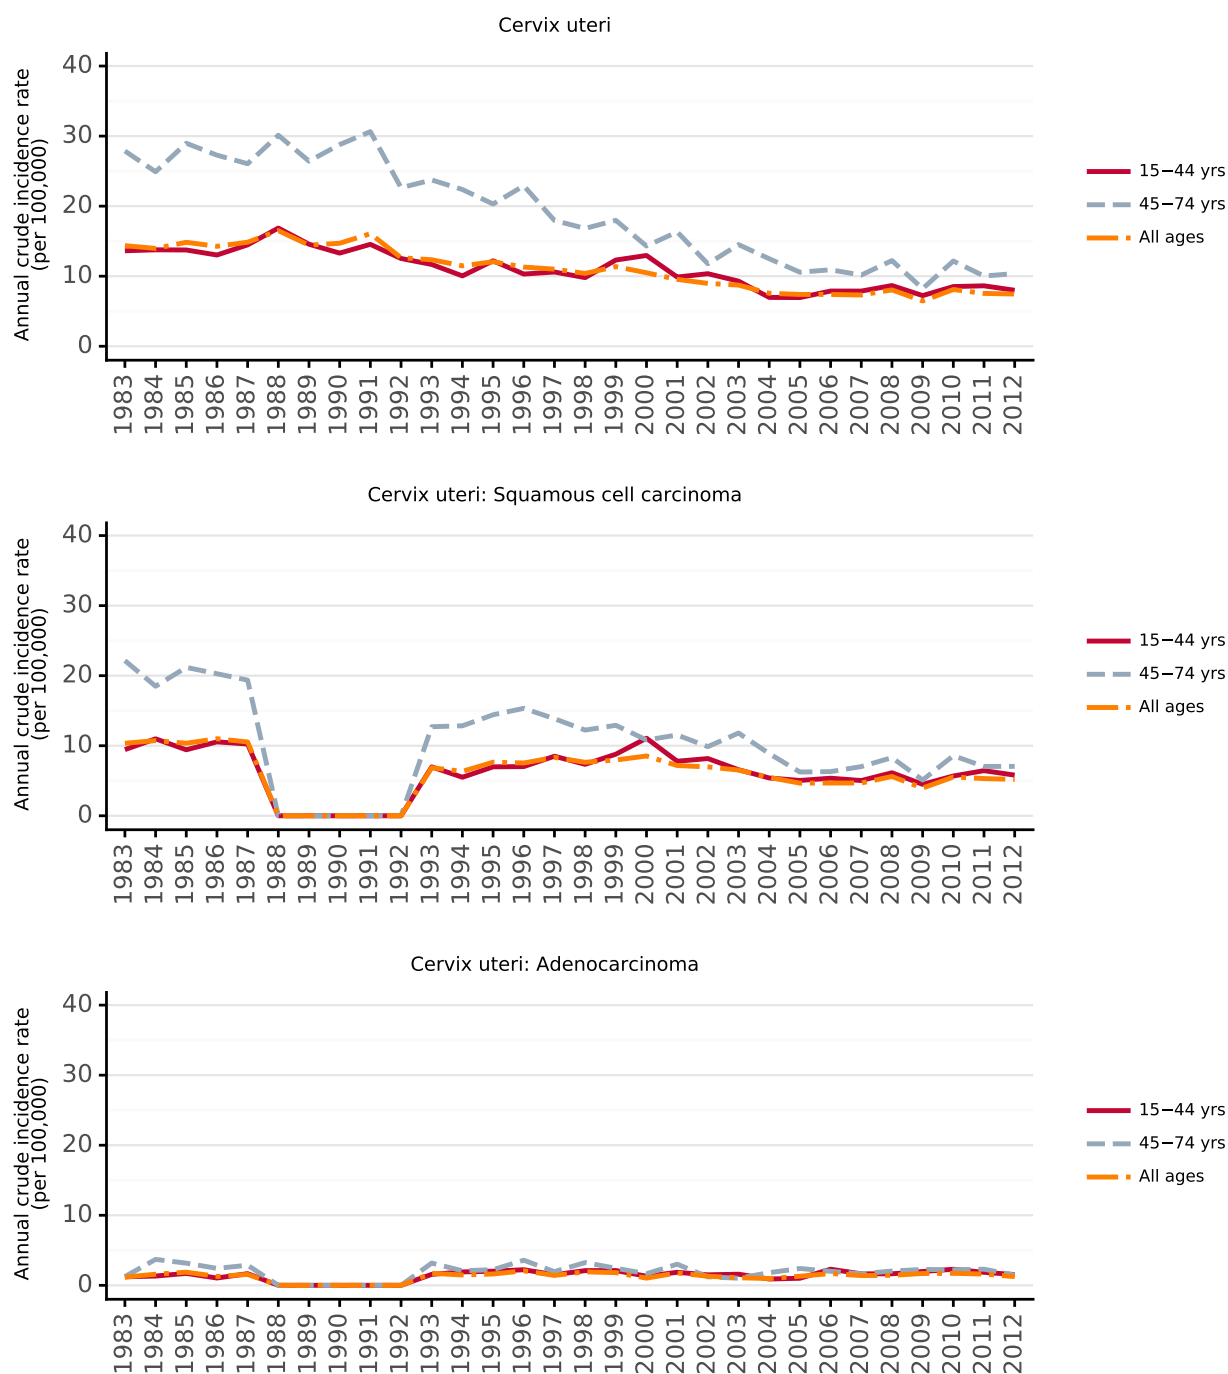 Cervix uteri
Annual crude incidence rate
(per 100,000)
40
30
20
10
0
1983 1984 1985 1986 1987 1988 1989 1990 1991 1992 1993 1994 1995 1996 1997 1998 1999 2000 2001 2002 2003 2004 2005 2006 2007 2008 2009 2010 2011 2012
15−44 yrs
45−74 yrs
All ages
Cervix uteri: Squamous cell carcinoma
Annual crude incidence rate
(per 100,000)
40
30
20
10
0
1983 1984 1985 1986 1987 1988 1989 1990 1991 1992 1993 1994 1995 1996 1997 1998 1999 2000 2001 2002 2003 2004 2005 2006 2007 2008 2009 2010 2011 2012
15−44 yrs
45−74 yrs
All ages
Cervix uteri: Adenocarcinoma
Annual crude incidence rate
(per 100,000)
40
30
20
10
0
1983 1984 1985 1986 1987 1988 1989 1990 1991 1992 1993 1994 1995 1996 1997 1998 1999 2000 2001 2002 2003 2004 2005 2006 2007 2008 2009 2010 2011 2012
15−44 yrs
45−74 yrs
All ages